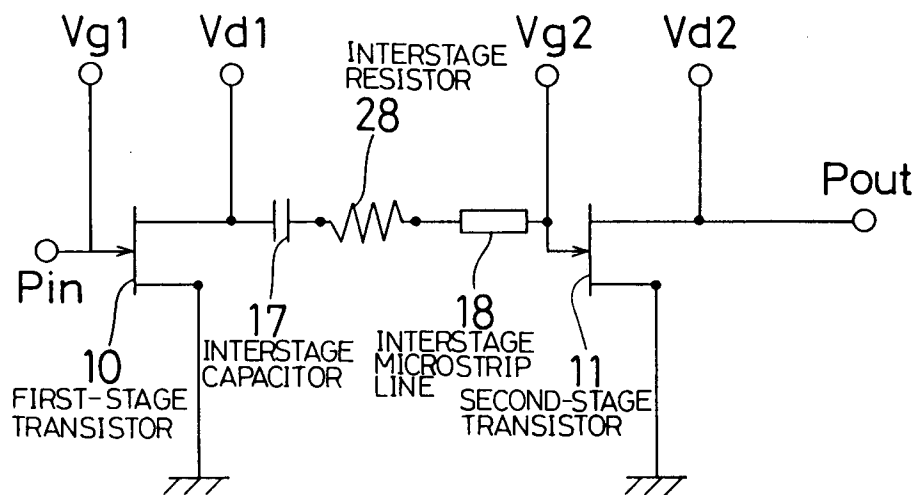 Vg1
Vd1
INTERSTAGE
RESISTOR
28
Vg2
Vd2
Pin
Pout
10
FIRST-STAGE
TRANSISTOR
17
INTERSTAGE
CAPACITOR
18
INTERSTAGE
MICROSTRIP
LINE
11
SECOND-STAGE
TRANSISTOR